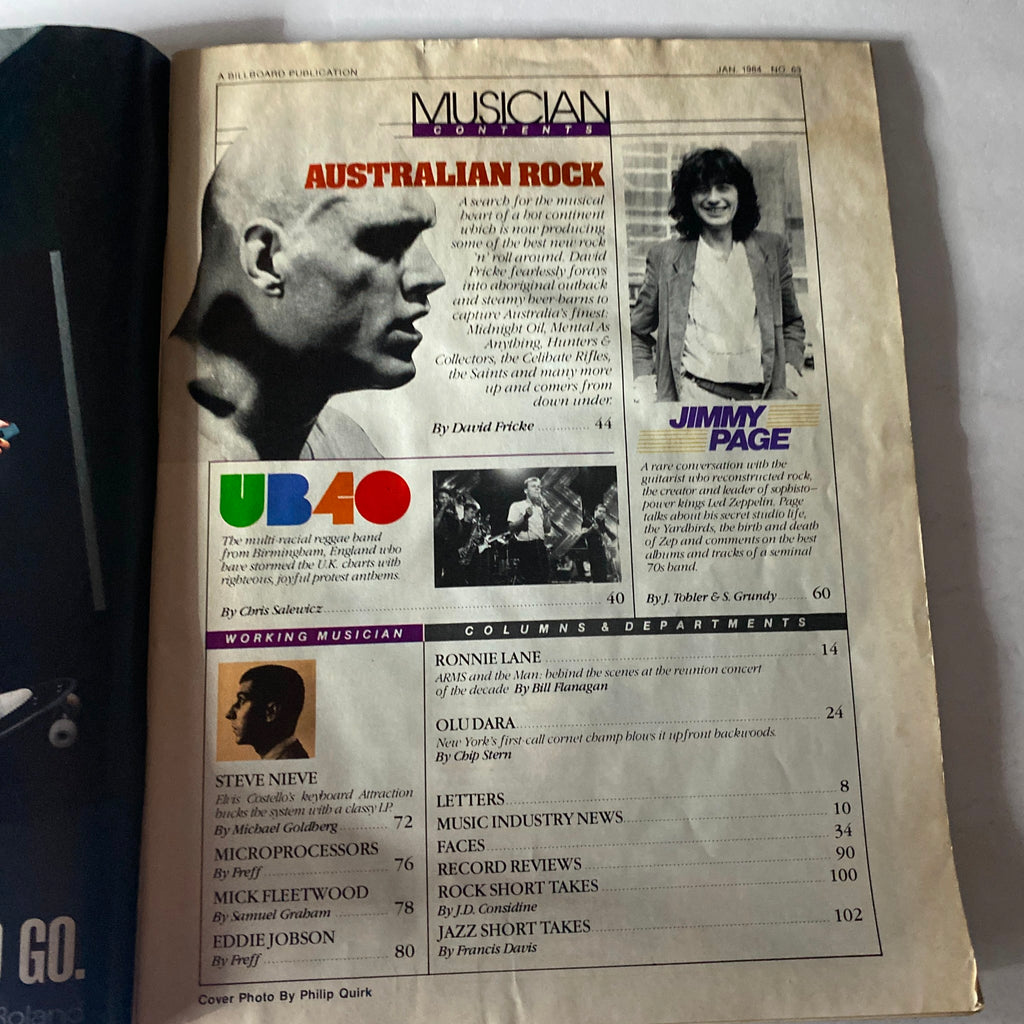 A BILLBOARD PUBLICATION
JAN. 1984 NO. 63
MUSICIAN
CONTENTS
AUSTRALIAN ROCK
A search for the musical
heart of a hot continent
which is now producing
some of the best new rock
'n' roll around. David
Fricke fearlessly forays
into aboriginal outback
and steamy beer-barns to
capture Australia's finest:
Midnight Oil, Mental As
Anything, Hunters &
Collectors, the Celibate Rifles,
the Saints and many more
up and comers from
down under.
By David Fricke 44
JIMMY
PAGE
A rare conversation with the
guitarist who reconstructed rock,
the creator and leader of sophisto-
power kings Led Zeppelin. Page
talks about his secret studio life,
the Yardbirds, the birth and death
of Zep and comments on the best
albums and tracks of a seminal
70s band.
By J. Tobler & S. Grundy 60
UB40
The multi-racial reggae band
from Birmingham, England who
have stormed the U.K. charts with
righteous, joyful protest anthems.
By Chris Salewicz 40
WORKING MUSICIAN
STEVE NIEVE
Elvis Costello's keyboard Attraction
bucks the system with a classy LP.
By Michael Goldberg 72
MICROPROCESSORS
By Freff 76
MICK FLEETWOOD
By Samuel Graham 78
EDDIE JOBSON
By Freff 80
COLUMNS & DEPARTMENTS
RONNIE LANE 14
ARMS and the Man: behind the scenes at the reunion concert
of the decade By Bill Flanagan
OLU DARA 24
New York's first-call cornet champ blows it upfront backwoods.
By Chip Stern
LETTERS 8
MUSIC INDUSTRY NEWS 10
FACES 34
RECORD REVIEWS 90
ROCK SHORT TAKES 100
By J.D. Considine
JAZZ SHORT TAKES 102
By Francis Davis
Cover Photo By Philip Quirk
GO.
Roland